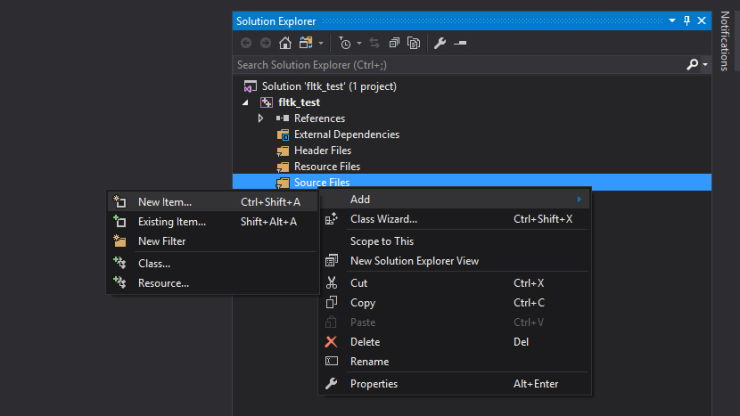 Solution Explorer
Notifications
Search Solution Explorer (Ctrl+;)
Solution 'fltk_test' (1 project)
fltk_test
References
External Dependencies
Header Files
Resource Files
Source Files
New Item... Ctrl+Shift+A
Existing Item... Shift+Alt+A
New Filter
Class...
Resource...
Add
Class Wizard... Ctrl+Shift+X
Scope to This
New Solution Explorer View
Cut Ctrl+X
Copy Ctrl+C
Paste Ctrl+V
Delete Del
Rename
Properties Alt+Enter